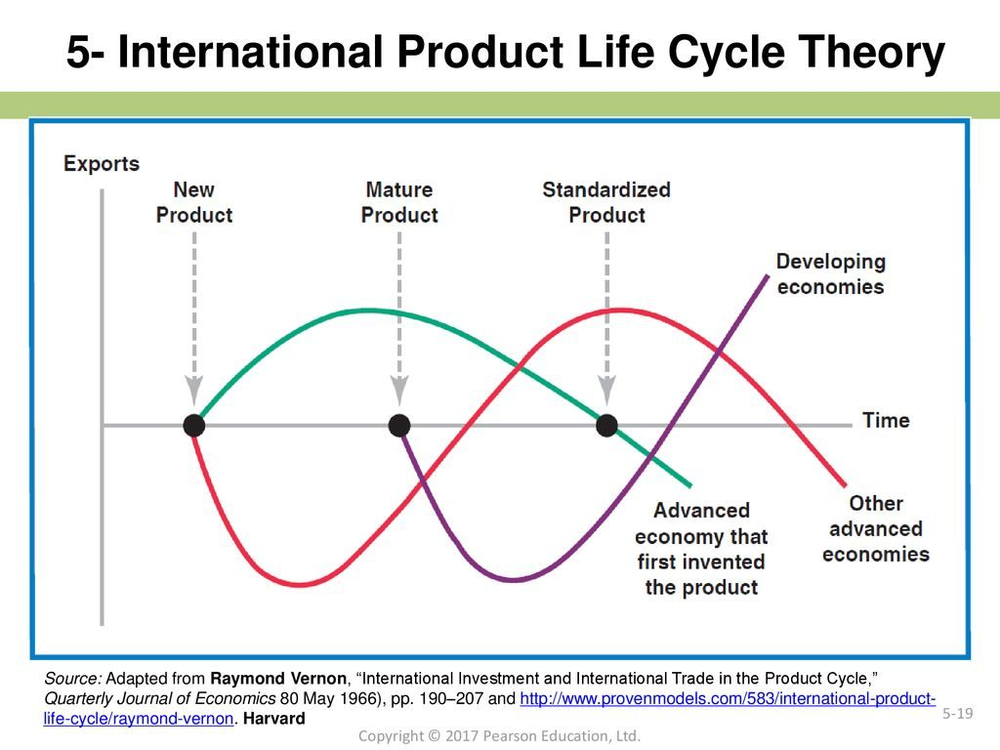 5- International Product Life Cycle Theory
Exports
New
Product
Mature
Product
Standardized
Product
Developing
economies
Time
Advanced
economy that
first invented
the product
Other
advanced
economies
Source: Adapted from Raymond Vernon, “International Investment and International Trade in the Product Cycle,”
Quarterly Journal of Economics 80 May 1966), pp. 190–207 and http://www.provenmodels.com/583/international-product-
life-cycle/raymond-vernon. Harvard
5-19
Copyright © 2017 Pearson Education, Ltd.